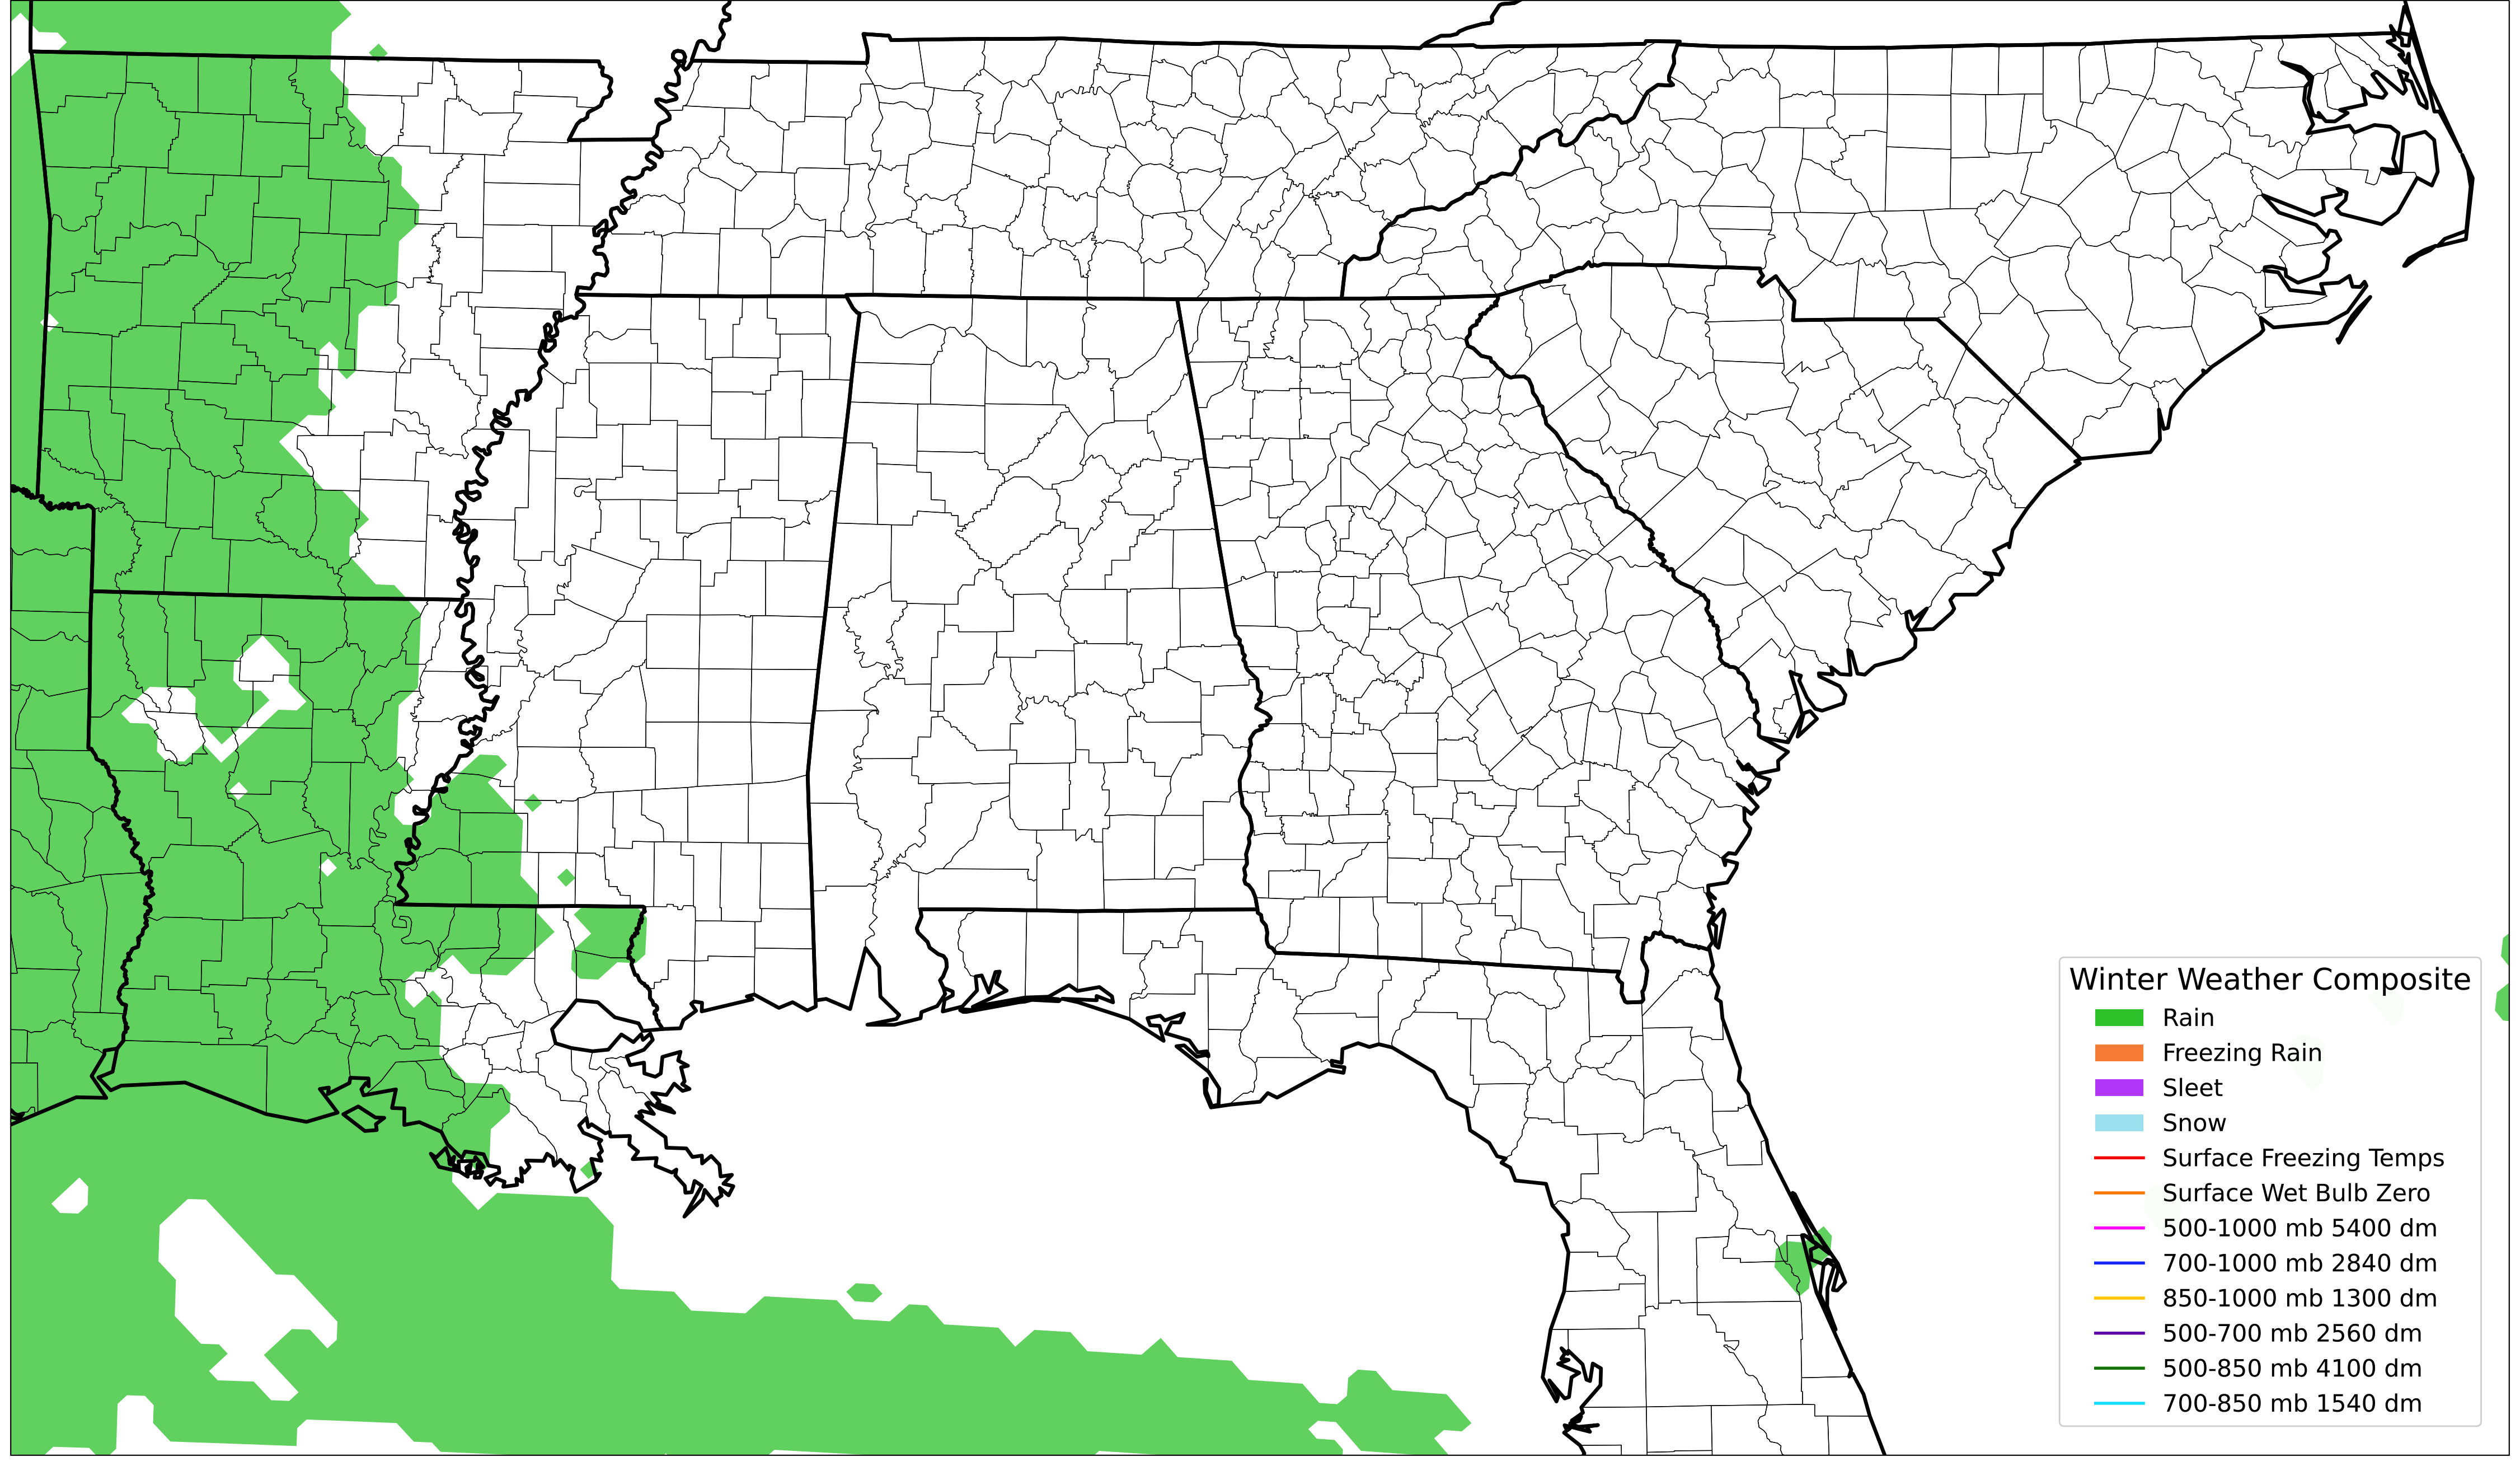 Winter Weather Composite
Rain
Freezing Rain
Sleet
Snow
Surface Freezing Temps
Surface Wet Bulb Zero
500-1000 mb 5400 dm
700-1000 mb 2840 dm
850-1000 mb 1300 dm
500-700 mb 2560 dm
500-850 mb 4100 dm
700-850 mb 1540 dm